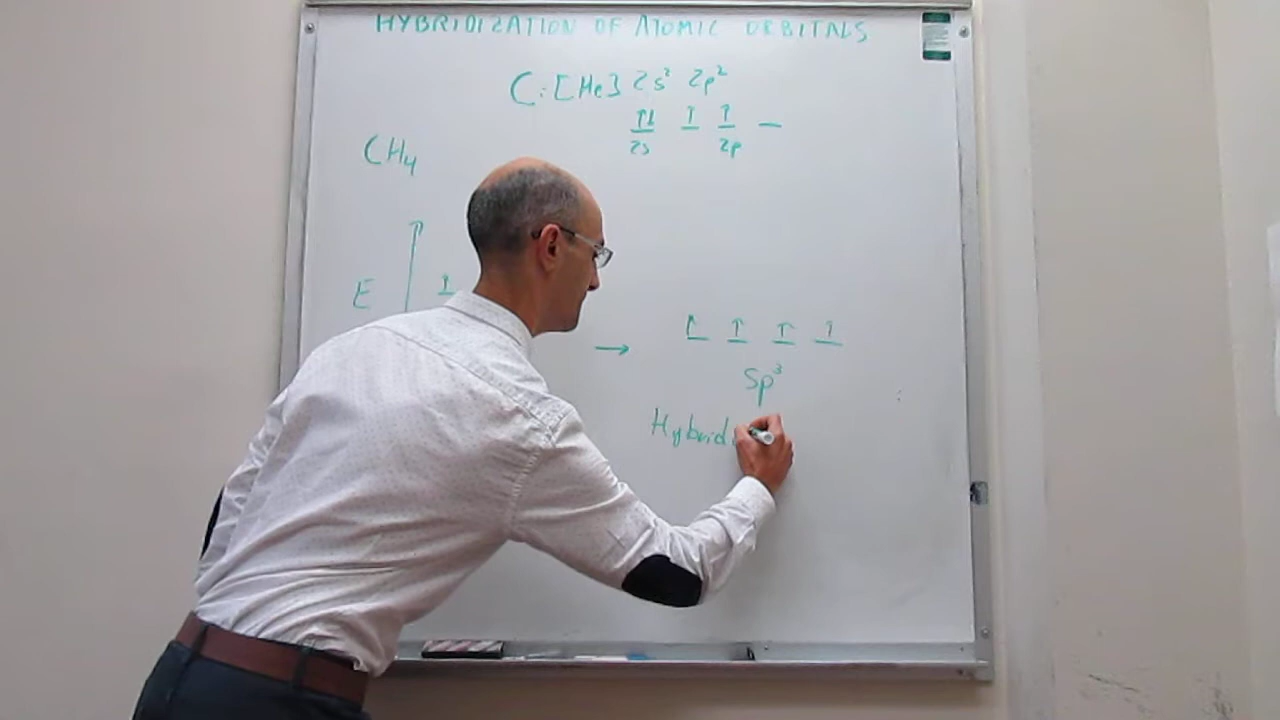 HYBRIDIZATION OF ATOMIC ORBITALS
C: [He] 2s² 2p²
↑↓ ↑ ↑
2s 2p
CH4
E ↑
→ ↑ ↑ ↑ ↑
Sp³
Hybrid